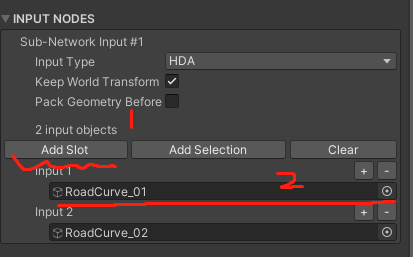 INPUT NODES
Sub-Network Input #1
Input Type HDA
Keep World Transform
Pack Geometry Before
1
2 input objects
Add Slot Add Selection Clear
Input 1 + -
2
RoadCurve_01
Input 2 + -
RoadCurve_02